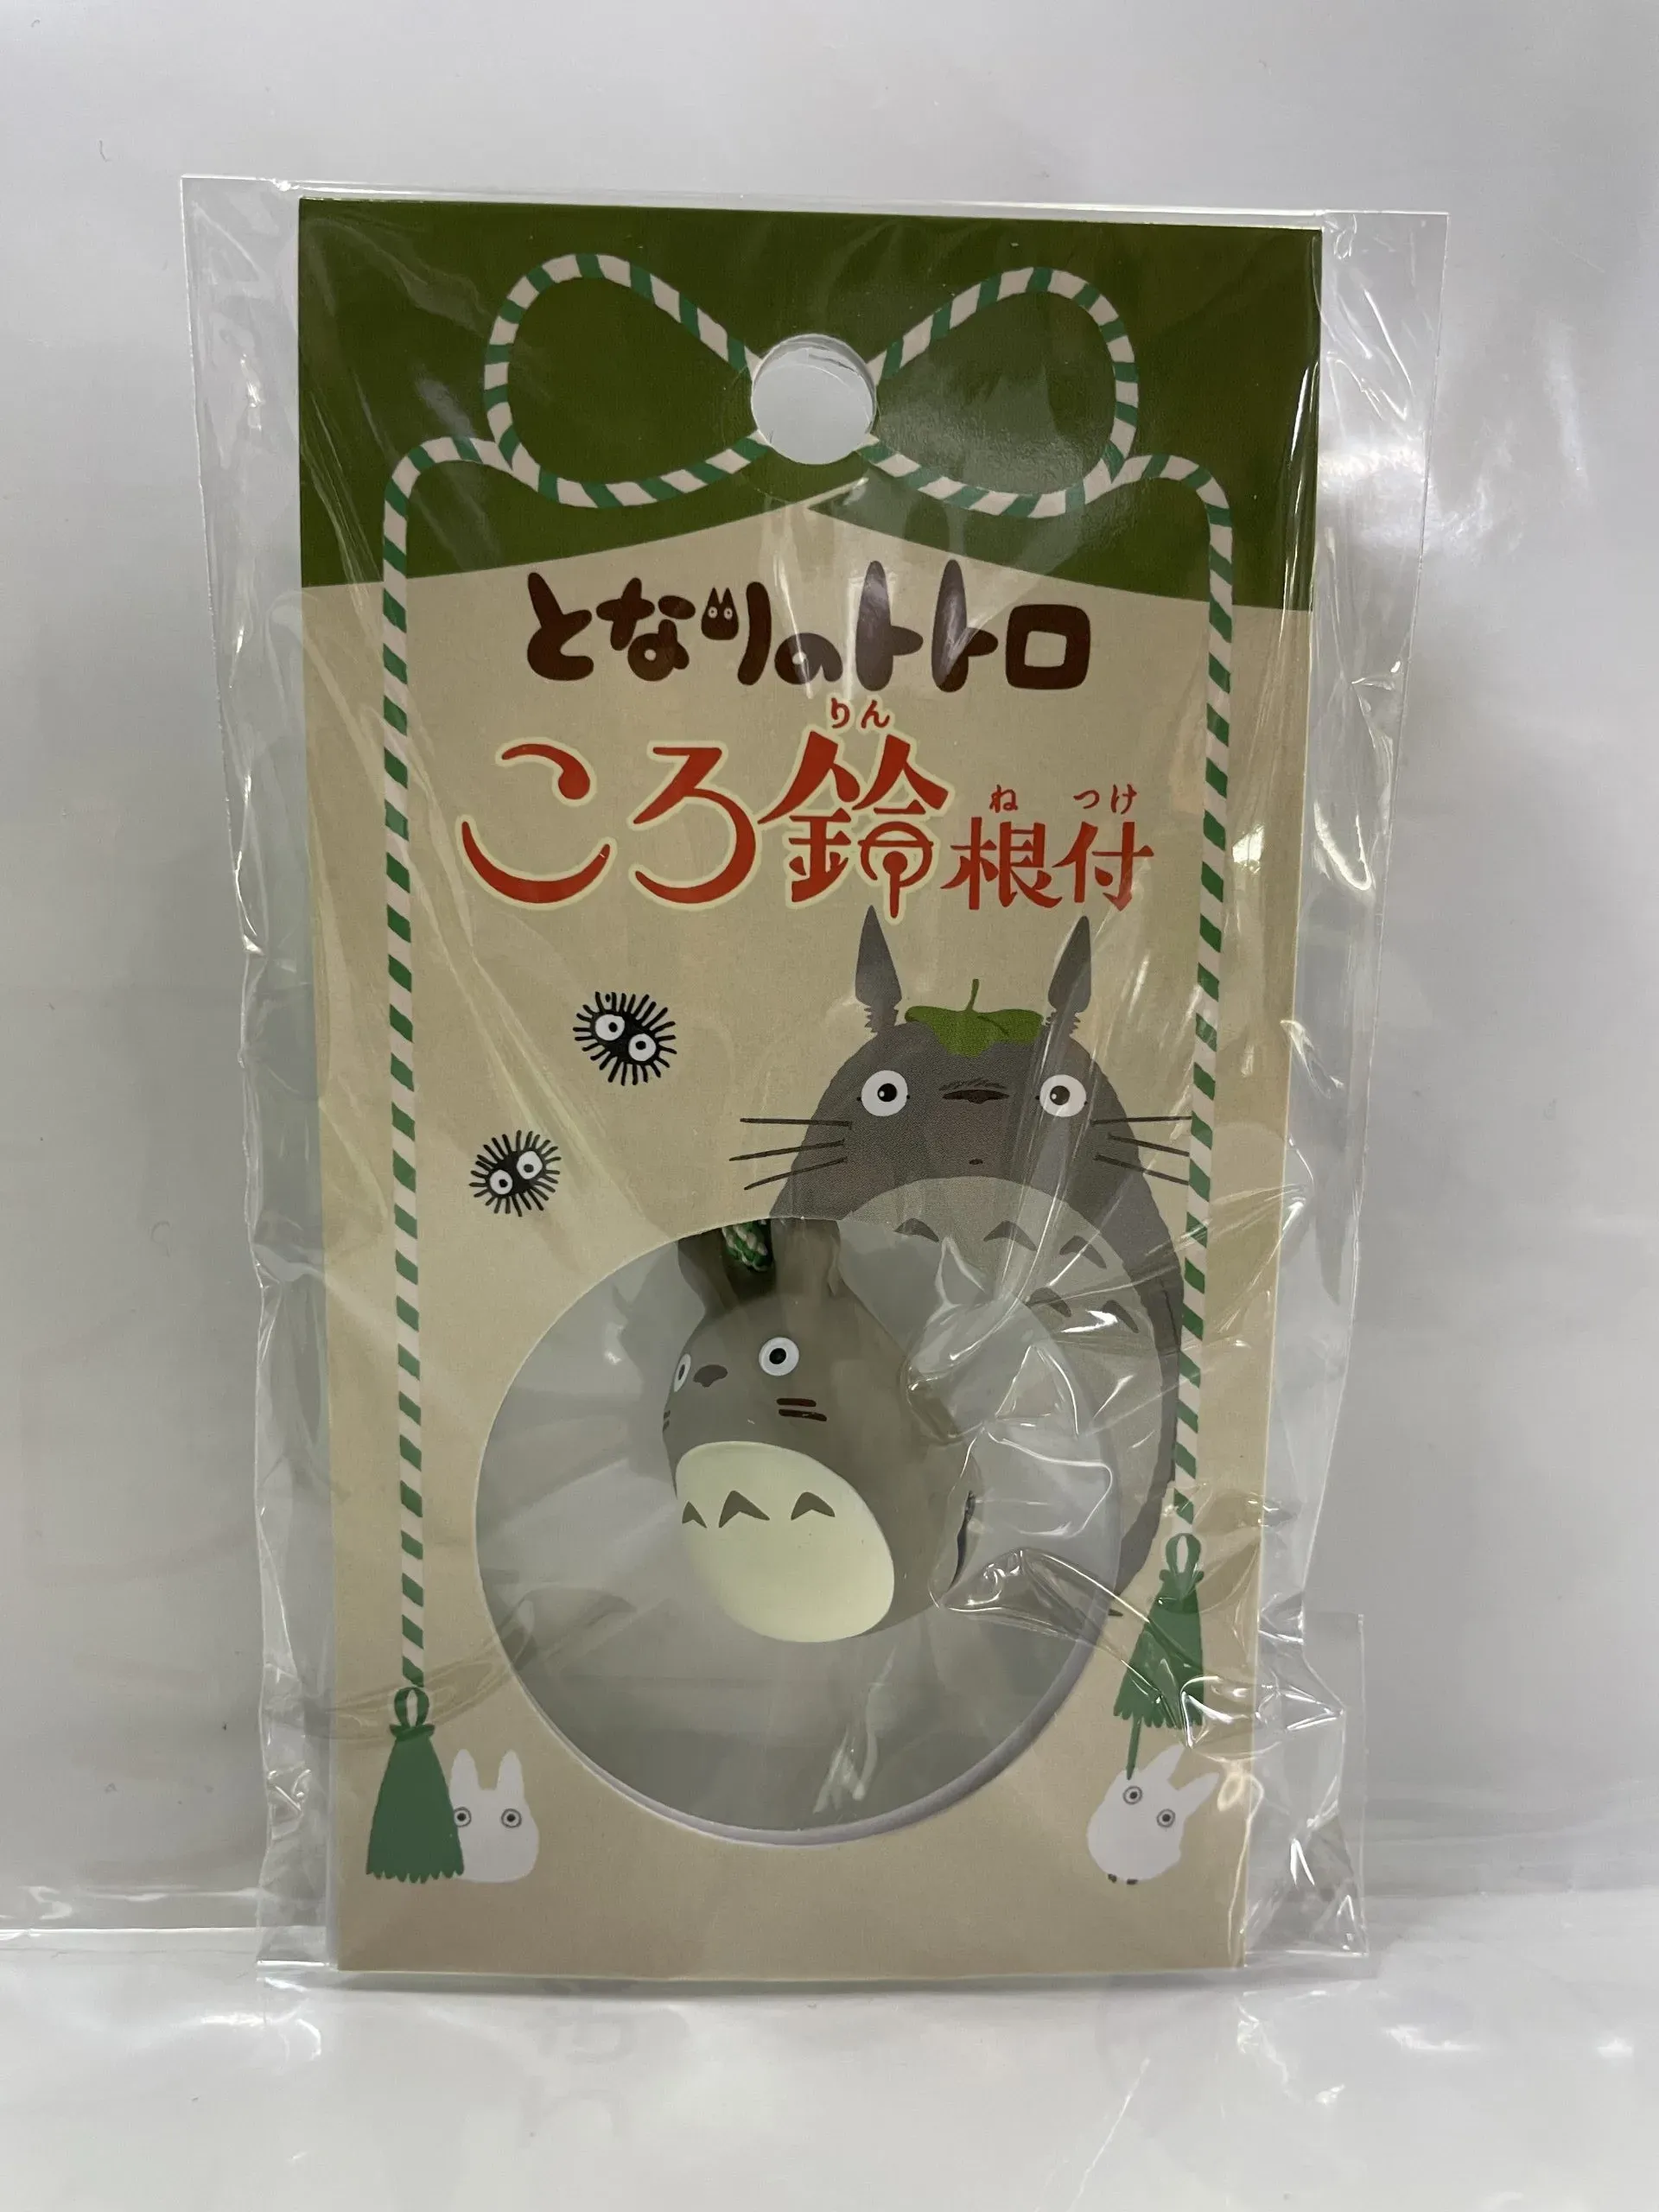 となりのトトロ
ころ鈴根付
りん
ねつけ